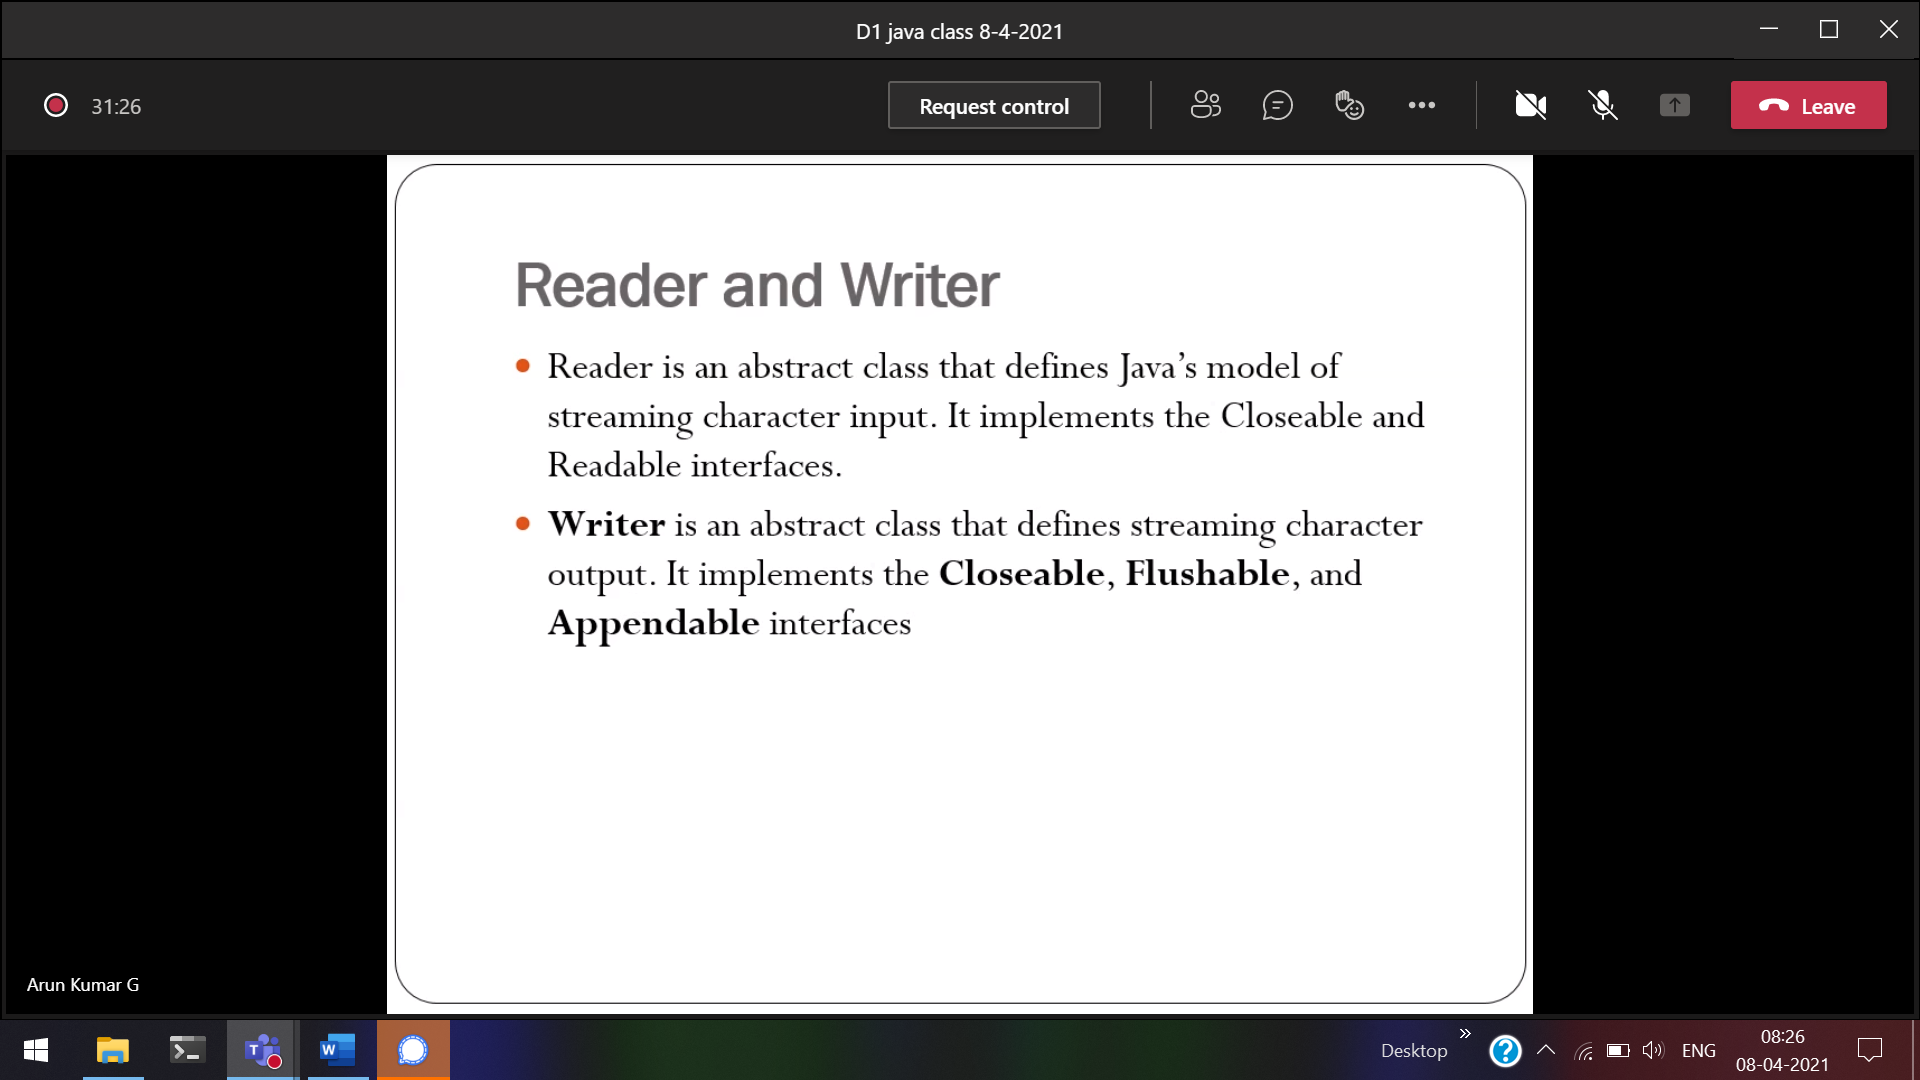 D1 java class 8-4-2021
31:26
Request control
Leave
Reader and Writer
• Reader is an abstract class that defines Java’s model of
streaming character input. It implements the Closeable and
Readable interfaces.
• Writer is an abstract class that defines streaming character
output. It implements the Closeable, Flushable, and
Appendable interfaces
Arun Kumar G
Desktop
ENG
08:26
08-04-2021